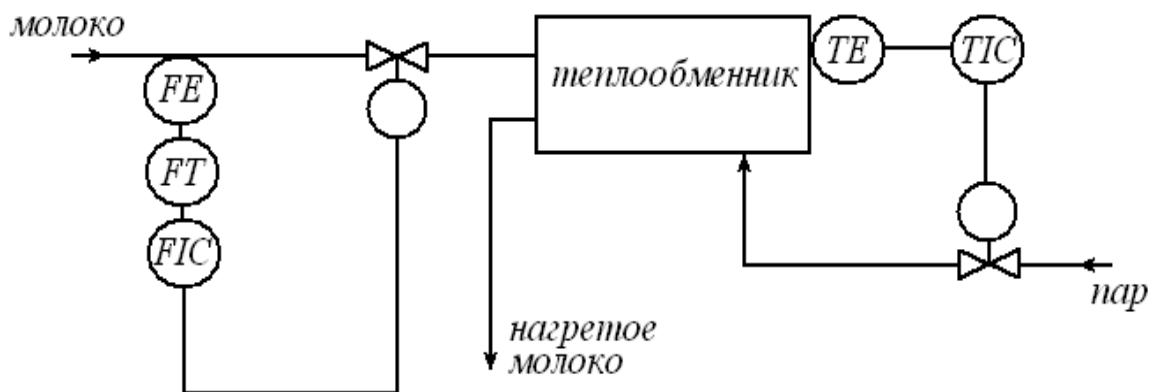 молоко
FE
FT
FIC
теплообменник
TE
TIC
пар
нагретое
молоко